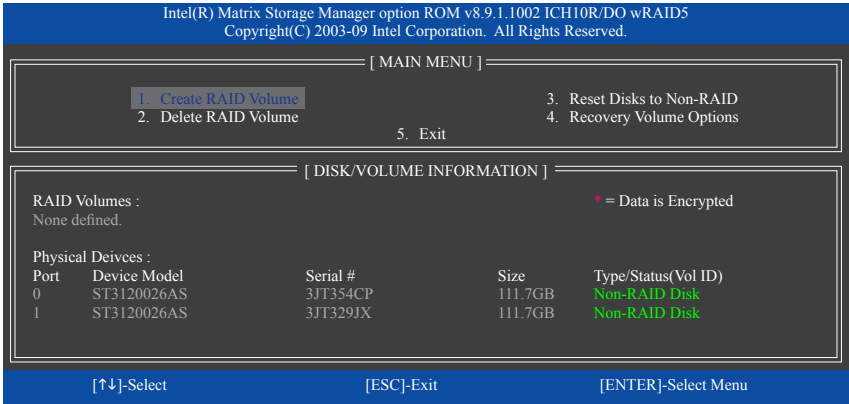 Intel(R) Matrix Storage Manager option ROM v8.9.1.1002 ICH10R/DO wRAID5
Copyright(C) 2003-09 Intel Corporation. All Rights Reserved.
[ MAIN MENU ]
1. Create RAID Volume 3. Reset Disks to Non-RAID
2. Delete RAID Volume 4. Recovery Volume Options
5. Exit
[ DISK/VOLUME INFORMATION ]
RAID Volumes : * = Data is Encrypted
None defined.
Physical Deivces :
Port Device Model Serial # Size Type/Status(Vol ID)
0 ST3120026AS 3JT354CP 111.7GB Non-RAID Disk
1 ST3120026AS 3JT329JX 111.7GB Non-RAID Disk
[↑↓]-Select [ESC]-Exit [ENTER]-Select Menu